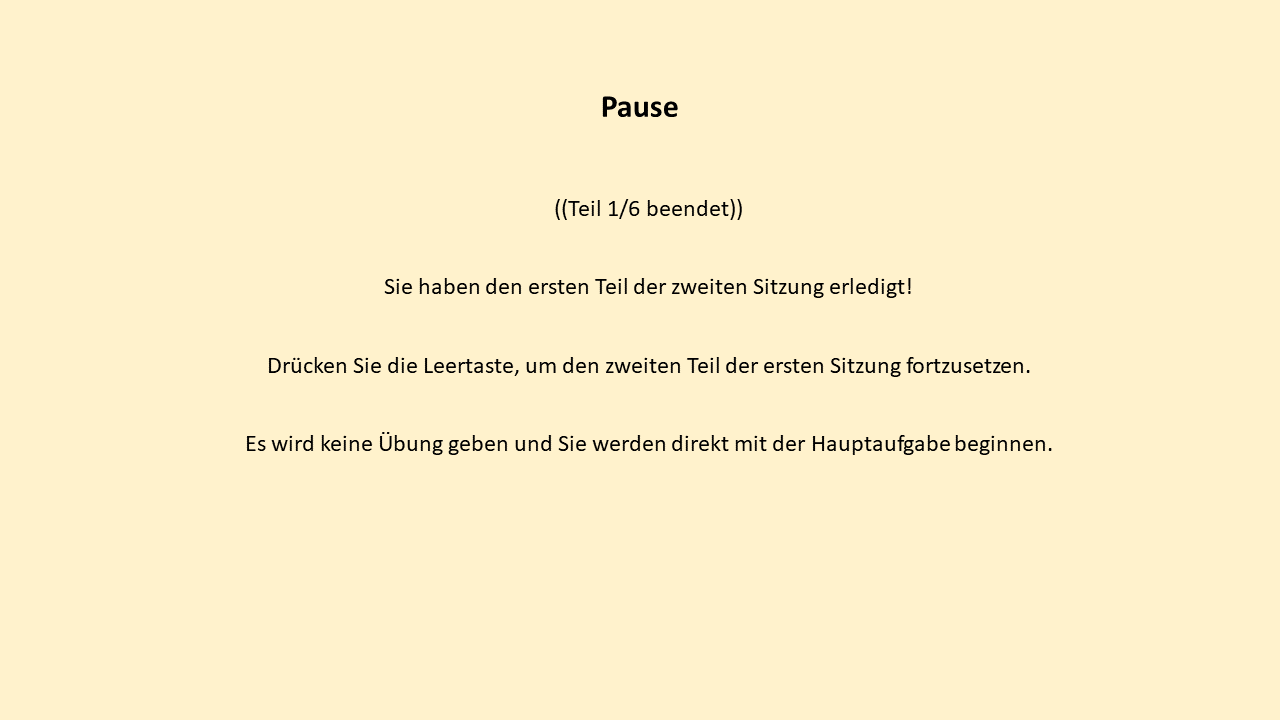 Pause
((Teil 1/6 beendet))
Sie haben den ersten Teil der zweiten Sitzung erledigt!
Drücken Sie die Leertaste, um den zweiten Teil der ersten Sitzung fortzusetzen.
Es wird keine Übung geben und Sie werden direkt mit der Hauptaufgabe beginnen.